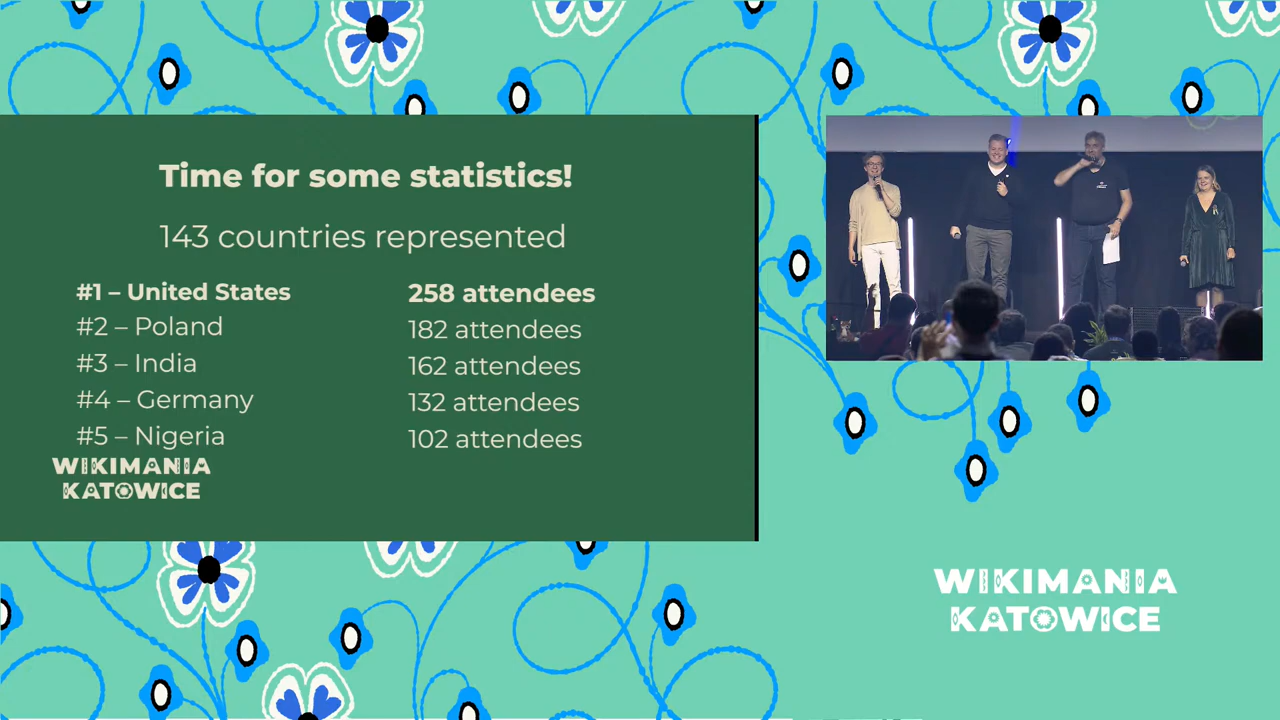 Time for some statistics!
143 countries represented
#1 – United States 258 attendees
#2 – Poland 182 attendees
#3 – India 162 attendees
#4 – Germany 132 attendees
#5 – Nigeria 102 attendees
WIKIMANIA
KATOWICE
WIKIMANIA
KATOWICE